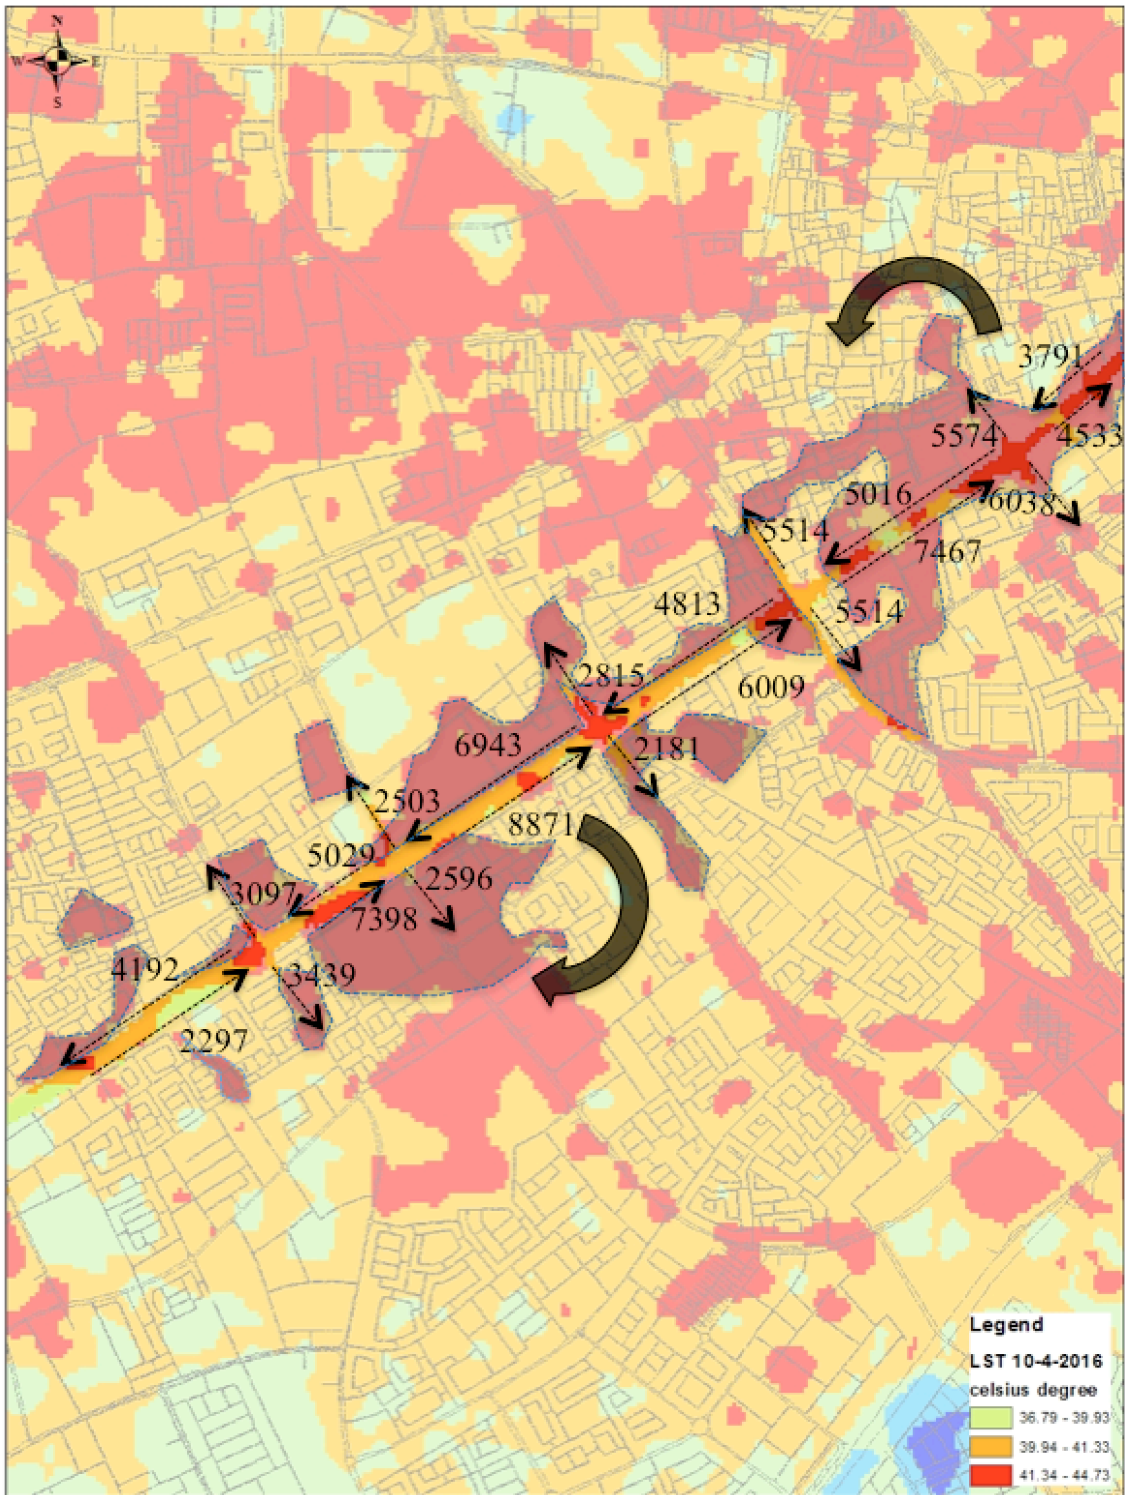 N
W E
S
3791
5574
4533
5016
6038
5514
7467
4813
5514
2815
6009
6943
2181
2503
8871
5029
2596
3097
7398
4192
3439
2297
Legend
LST 10-4-2016
celsius degree
36.79 - 39.93
39.94 - 41.33
41.34 - 44.73